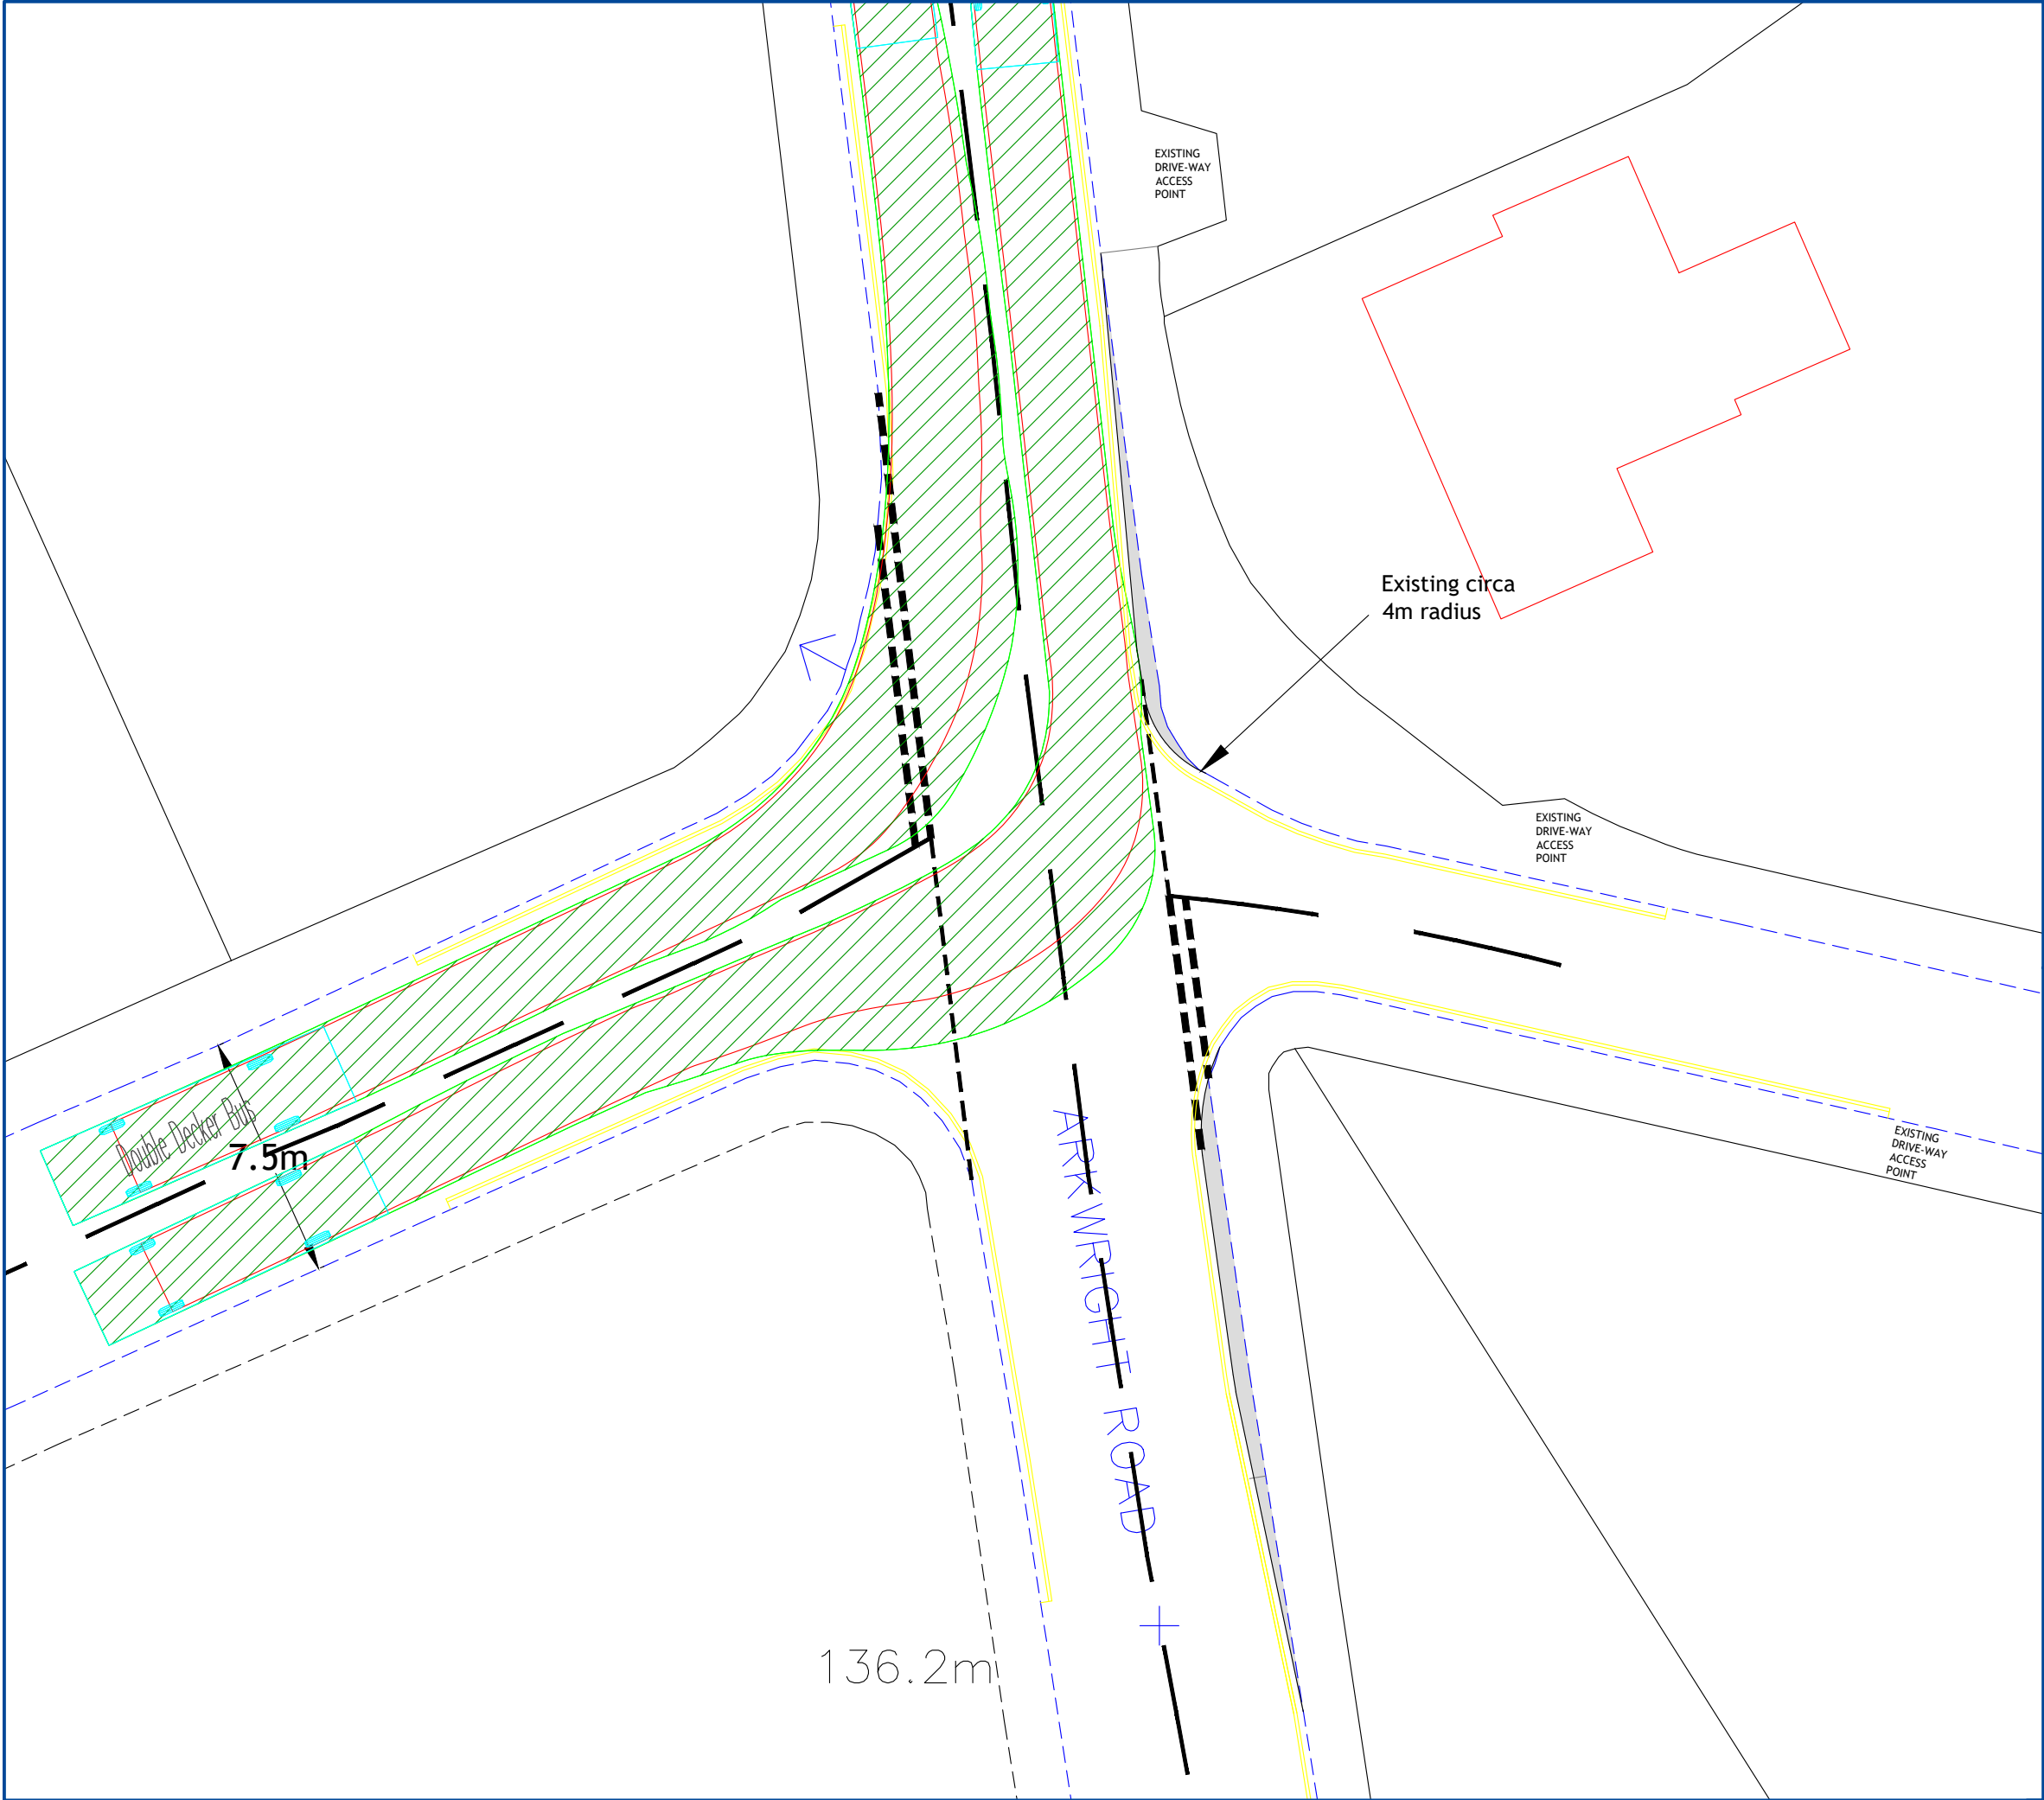 EXISTING
DRIVE-WAY
ACCESS
POINT
Existing circa
4m radius
EXISTING
DRIVE-WAY
ACCESS
POINT
Double Decker Bus
7.5m
EXISTING
DRIVE-WAY
ACCESS
POINT
ARKWRIGHT ROAD
136.2m